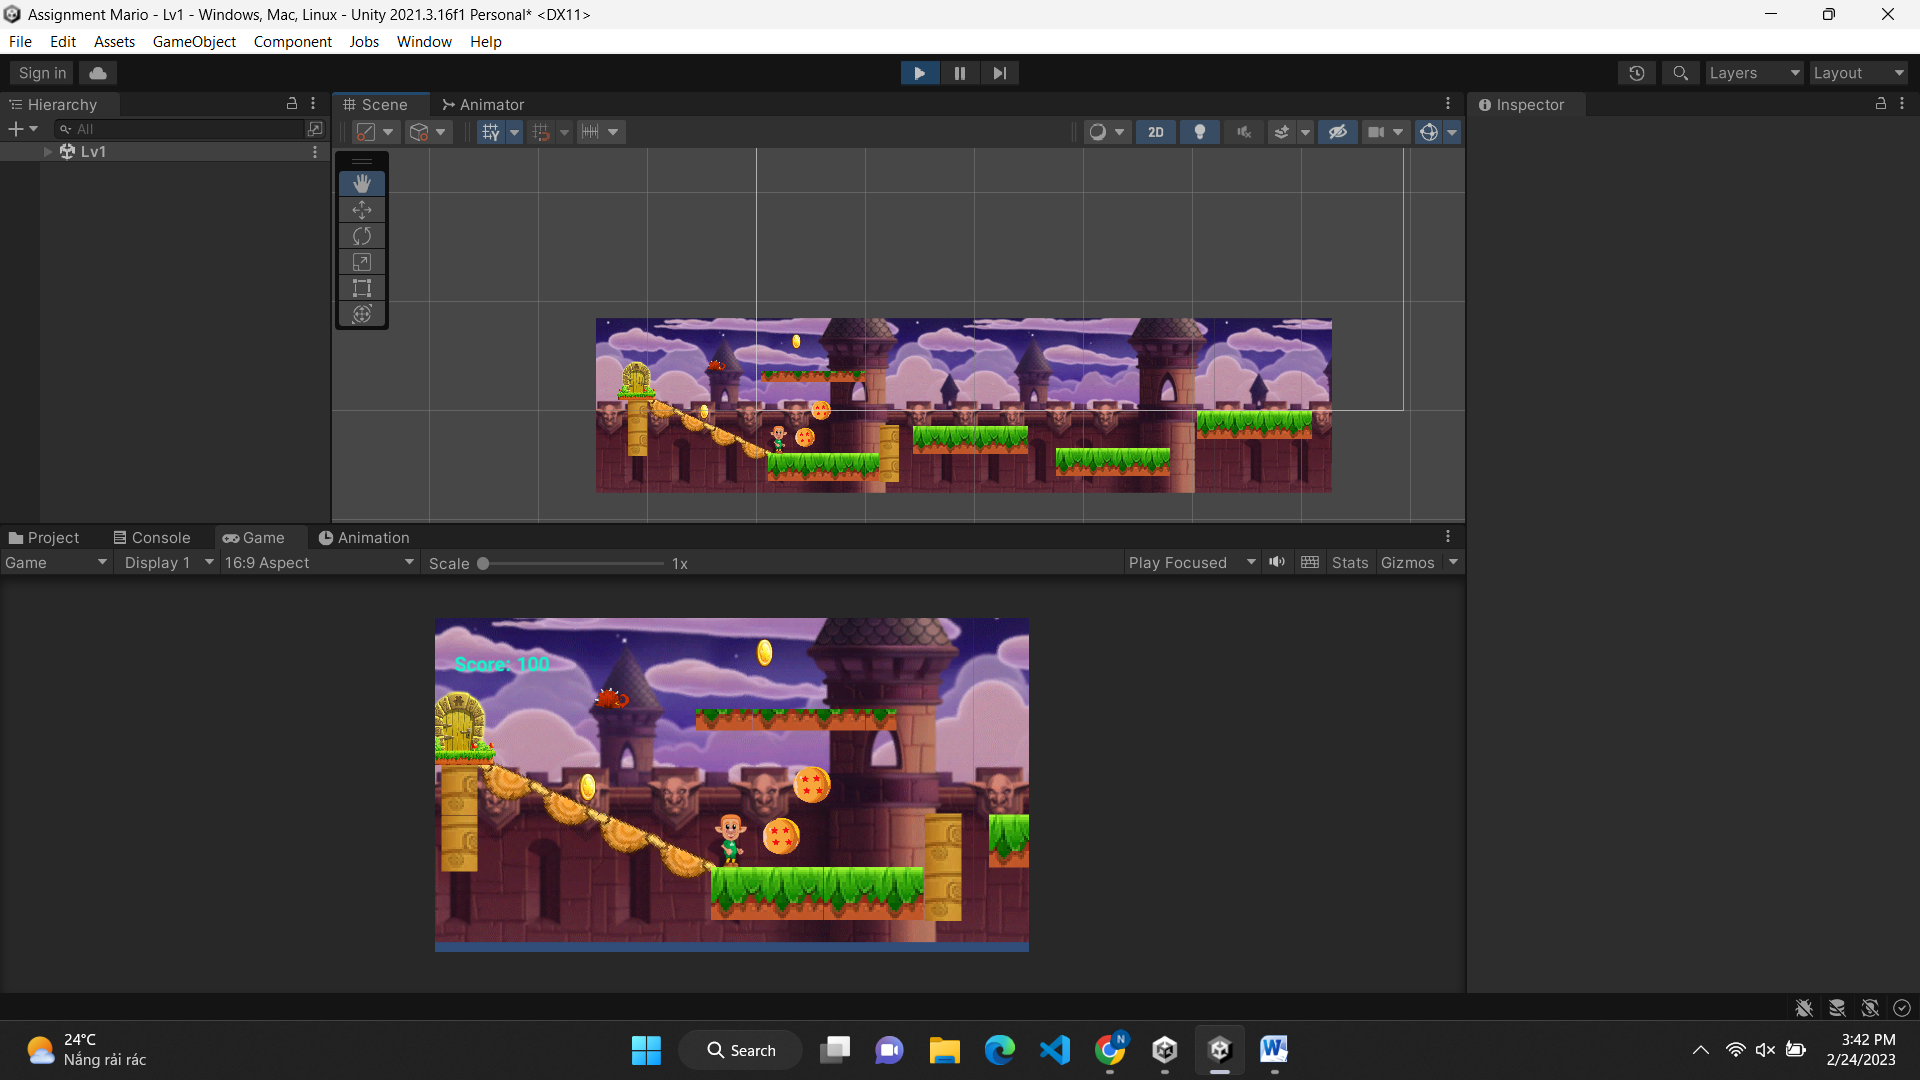 Assignment Mario - Lv1 - Windows, Mac, Linux - Unity 2021.3.16f1 Personal* <DX11>
File Edit Assets GameObject Component Jobs Window Help
Sign in Layers Layout
Hierarchy Scene Animator Inspector
All 2D
Lv1
Project Console Game Animation
Game Display 1 16:9 Aspect Scale 1x Play Focused Stats Gizmos
Score: 100
24°C
Nắng rải rác
Search
N
3:42 PM
2/24/2023